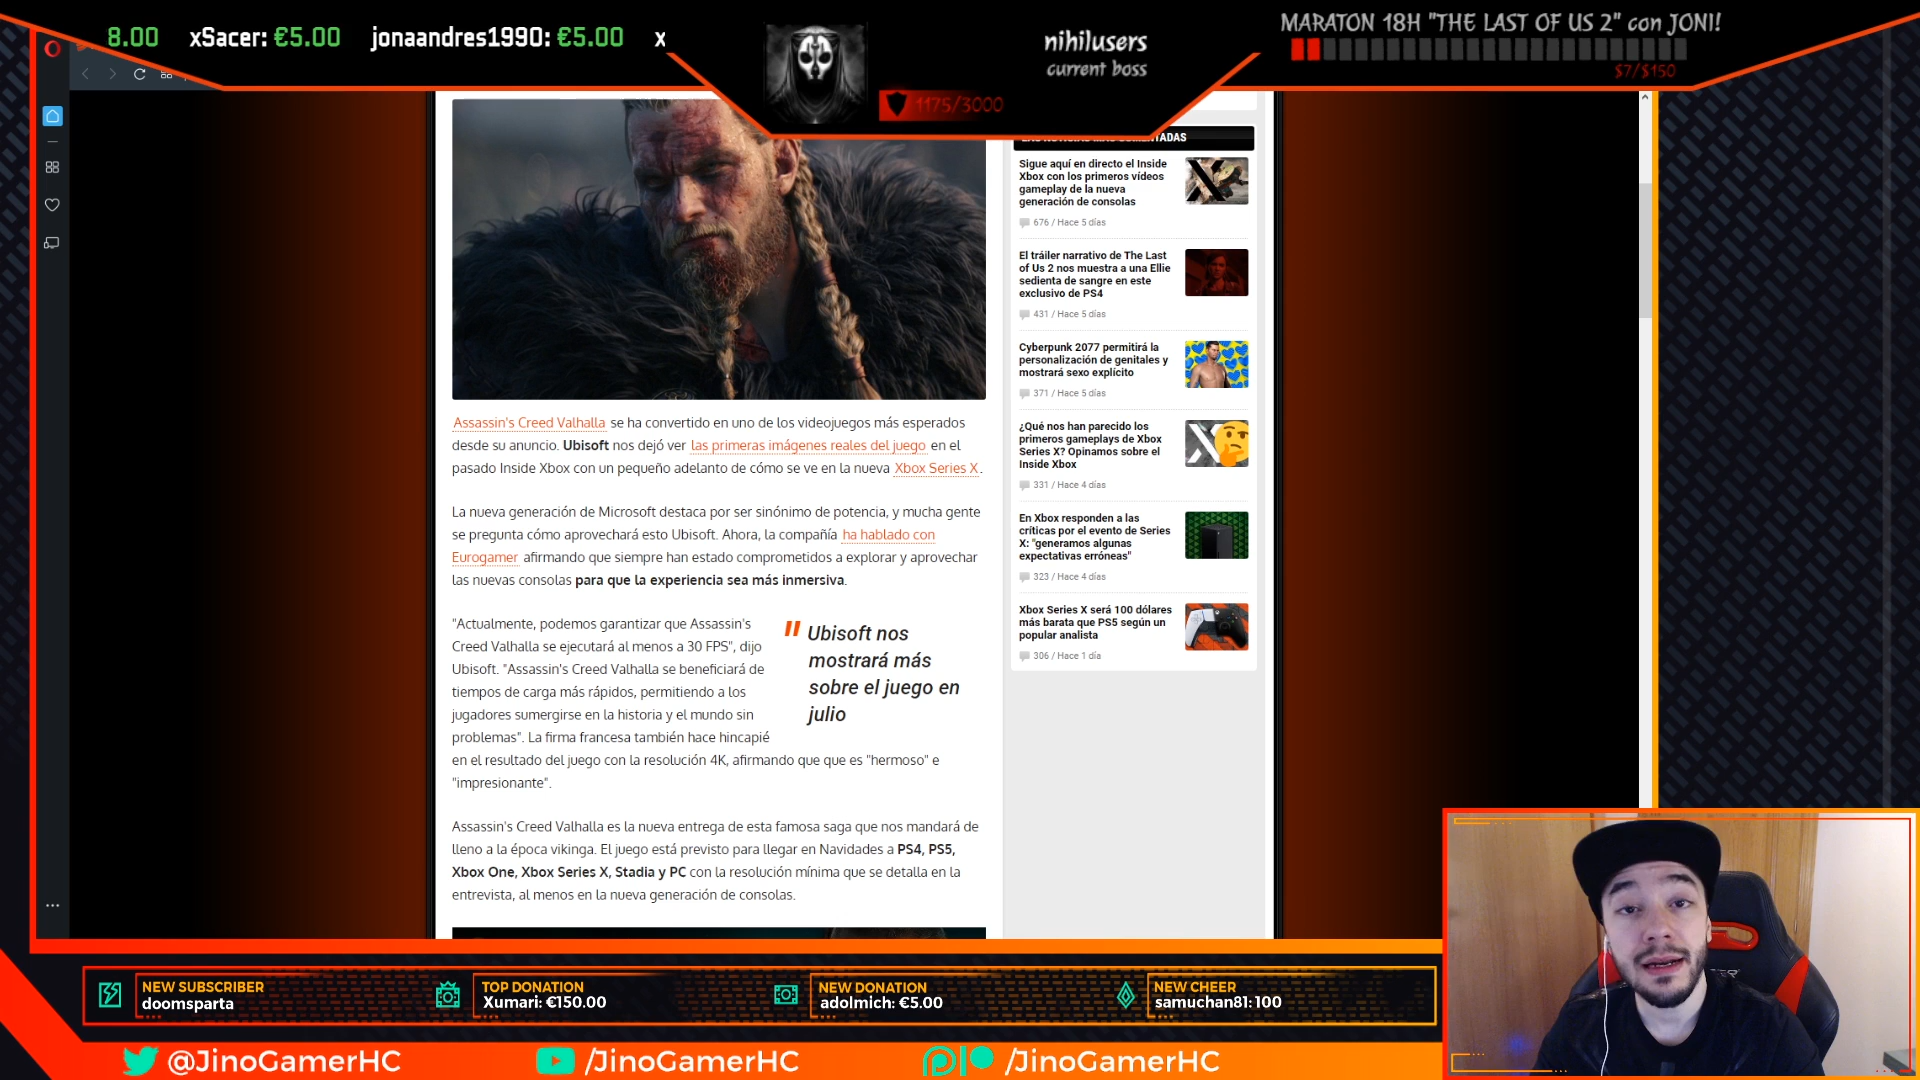 8.00 xSacer: €5.00 jonaandres1990: €5.00 x
nihilusers
current boss
1175/3000
MARATON 18H "THE LAST OF US 2" con JONI!
$7/$150
Sigue aquí en directo el Inside
Xbox con los primeros vídeos
gameplay de la nueva
generación de consolas
676 / Hace 5 días
El tráiler narrativo de The Last
of Us 2 nos muestra a una Ellie
sedienta de sangre en este
exclusivo de PS4
431 / Hace 5 días
Cyberpunk 2077 permitirá la
personalización de genitales y
mostrará sexo explícito
371 / Hace 5 días
¿Qué nos han parecido los
primeros gameplays de Xbox
Series X? Opinamos sobre el
Inside Xbox
331 / Hace 4 días
En Xbox responden a las
críticas por el evento de Series
X: "generamos algunas
expectativas erróneas"
323 / Hace 4 días
Xbox Series X será 100 dólares
más barata que PS5 según un
popular analista
306 / Hace 1 día
Assassin's Creed Valhalla se ha convertido en uno de los videojuegos más esperados
desde su anuncio. Ubisoft nos dejó ver las primeras imágenes reales del juego en el
pasado Inside Xbox con un pequeño adelanto de cómo se ve en la nueva Xbox Series X.
La nueva generación de Microsoft destaca por ser sinónimo de potencia, y mucha gente
se pregunta cómo aprovechará esto Ubisoft. Ahora, la compañía ha hablado con
Eurogamer afirmando que siempre han estado comprometidos a explorar y aprovechar
las nuevas consolas para que la experiencia sea más inmersiva.
"Actualmente, podemos garantizar que Assassin's
Creed Valhalla se ejecutará al menos a 30 FPS", dijo
Ubisoft. "Assassin's Creed Valhalla se beneficiará de
tiempos de carga más rápidos, permitiendo a los
jugadores sumergirse en la historia y el mundo sin
problemas". La firma francesa también hace hincapié
en el resultado del juego con la resolución 4K, afirmando que que es "hermoso" e
"impresionante".
" Ubisoft nos
mostrará más
sobre el juego en
julio
Assassin's Creed Valhalla es la nueva entrega de esta famosa saga que nos mandará de
lleno a la época vikinga. El juego está previsto para llegar en Navidades a PS4, PS5,
Xbox One, Xbox Series X, Stadia y PC con la resolución mínima que se detalla en la
entrevista, al menos en la nueva generación de consolas.
NEW SUBSCRIBER
doomsparta
TOP DONATION
Xumari: €150.00
NEW DONATION
adolmich: €5.00
NEW CHEER
samuchan81: 100
@JinoGamerHC
/JinoGamerHC
/JinoGamerHC